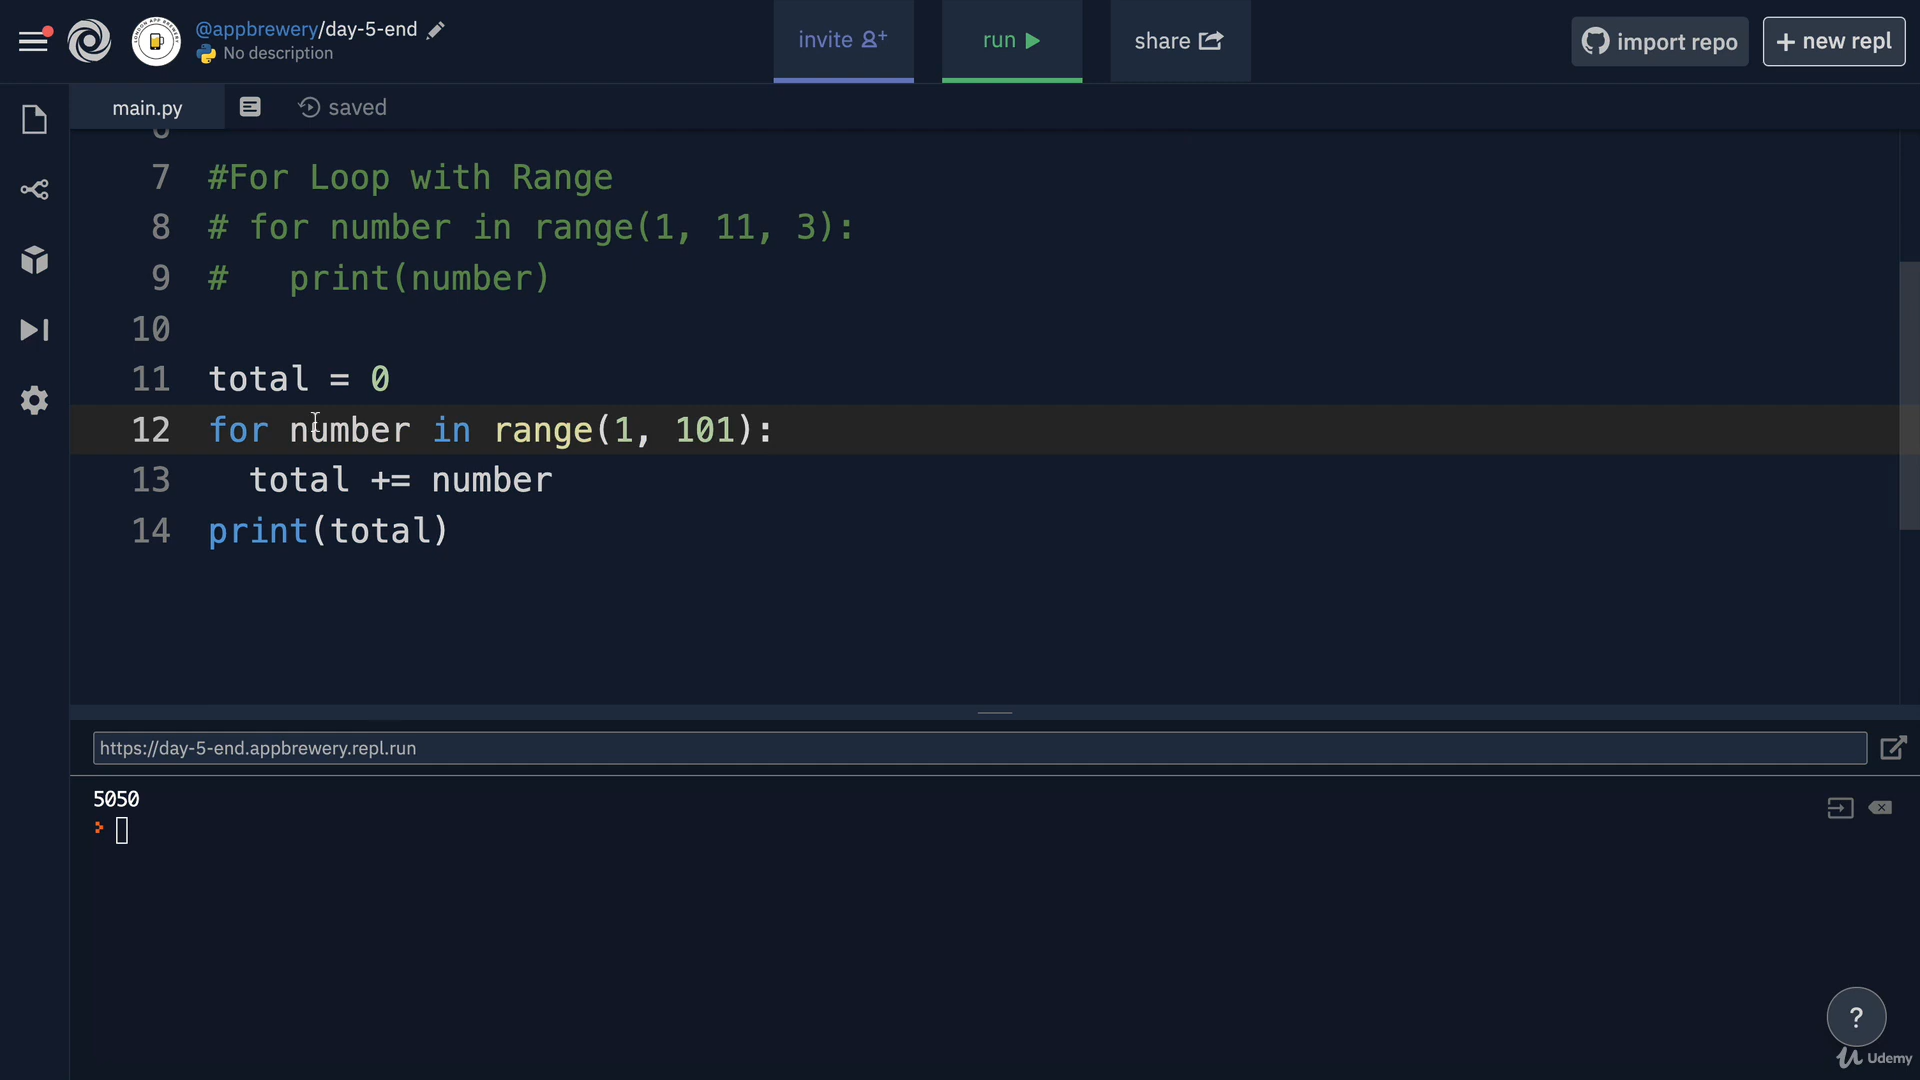 @appbrewery/day-5-end
No description
invite
run
share
import repo
+ new repl
main.py
saved
6
7 #For Loop with Range
8 # for number in range(1, 11, 3):
9 #   print(number)
10
11 total = 0
12 for number in range(1, 101):
13   total += number
14 print(total)
https://day-5-end.appbrewery.repl.run
5050
?
Udemy